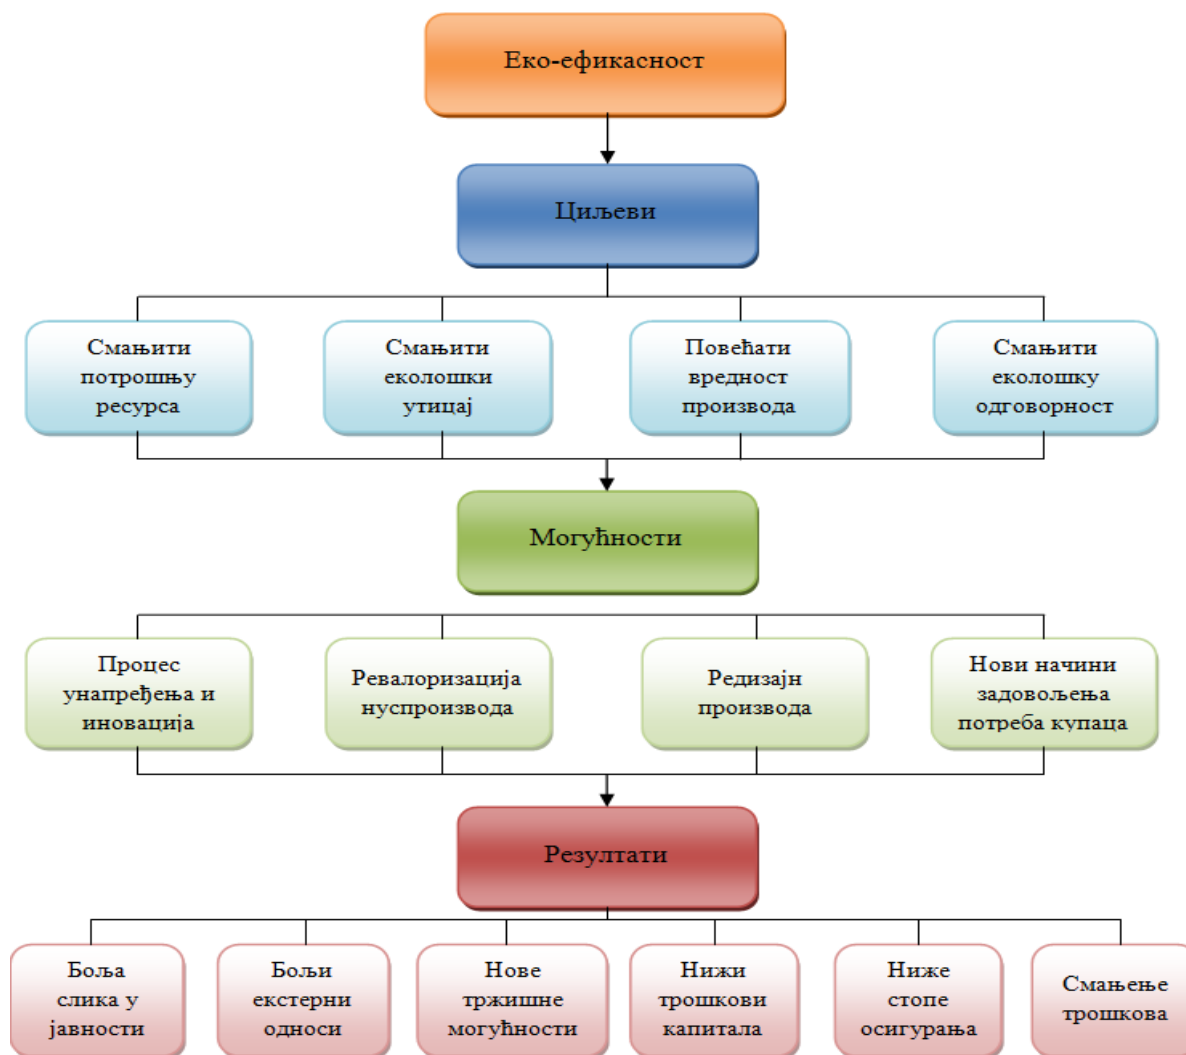 Еко-ефикасност
Циљеви
Смањити
потрошњу
ресурса
Смањити
еколошки
утицај
Повећати
вредност
производа
Смањити
еколошку
одговорност
Могућности
Процес
унапређења и
иновација
Ревалоризација
нуспроизвода
Редизајн
производа
Нови начини
задовољења
потреба купаца
Резултати
Боља
слика у
јавности
Бољи
екстерни
односи
Нове
тржишне
могућности
Нижи
трошкови
капитала
Ниже
стопе
осигурања
Смањење
трошкова